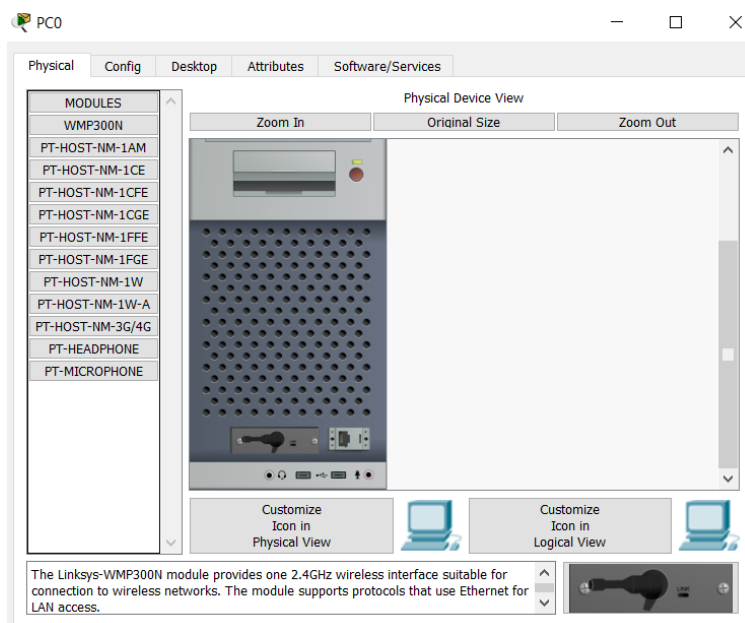 PC0
Physical Config Desktop Attributes Software/Services
MODULES
WMP300N
PT-HOST-NM-1AM
PT-HOST-NM-1CE
PT-HOST-NM-1CFE
PT-HOST-NM-1CGE
PT-HOST-NM-1FFE
PT-HOST-NM-1FGE
PT-HOST-NM-1W
PT-HOST-NM-1W-A
PT-HOST-NM-3G/4G
PT-HEADPHONE
PT-MICROPHONE
Physical Device View
Zoom In Original Size Zoom Out
Customize
Icon in
Physical View
Customize
Icon in
Logical View
The Linksys-WMP300N module provides one 2.4GHz wireless interface suitable for
connection to wireless networks. The module supports protocols that use Ethernet for
LAN access.
LINK